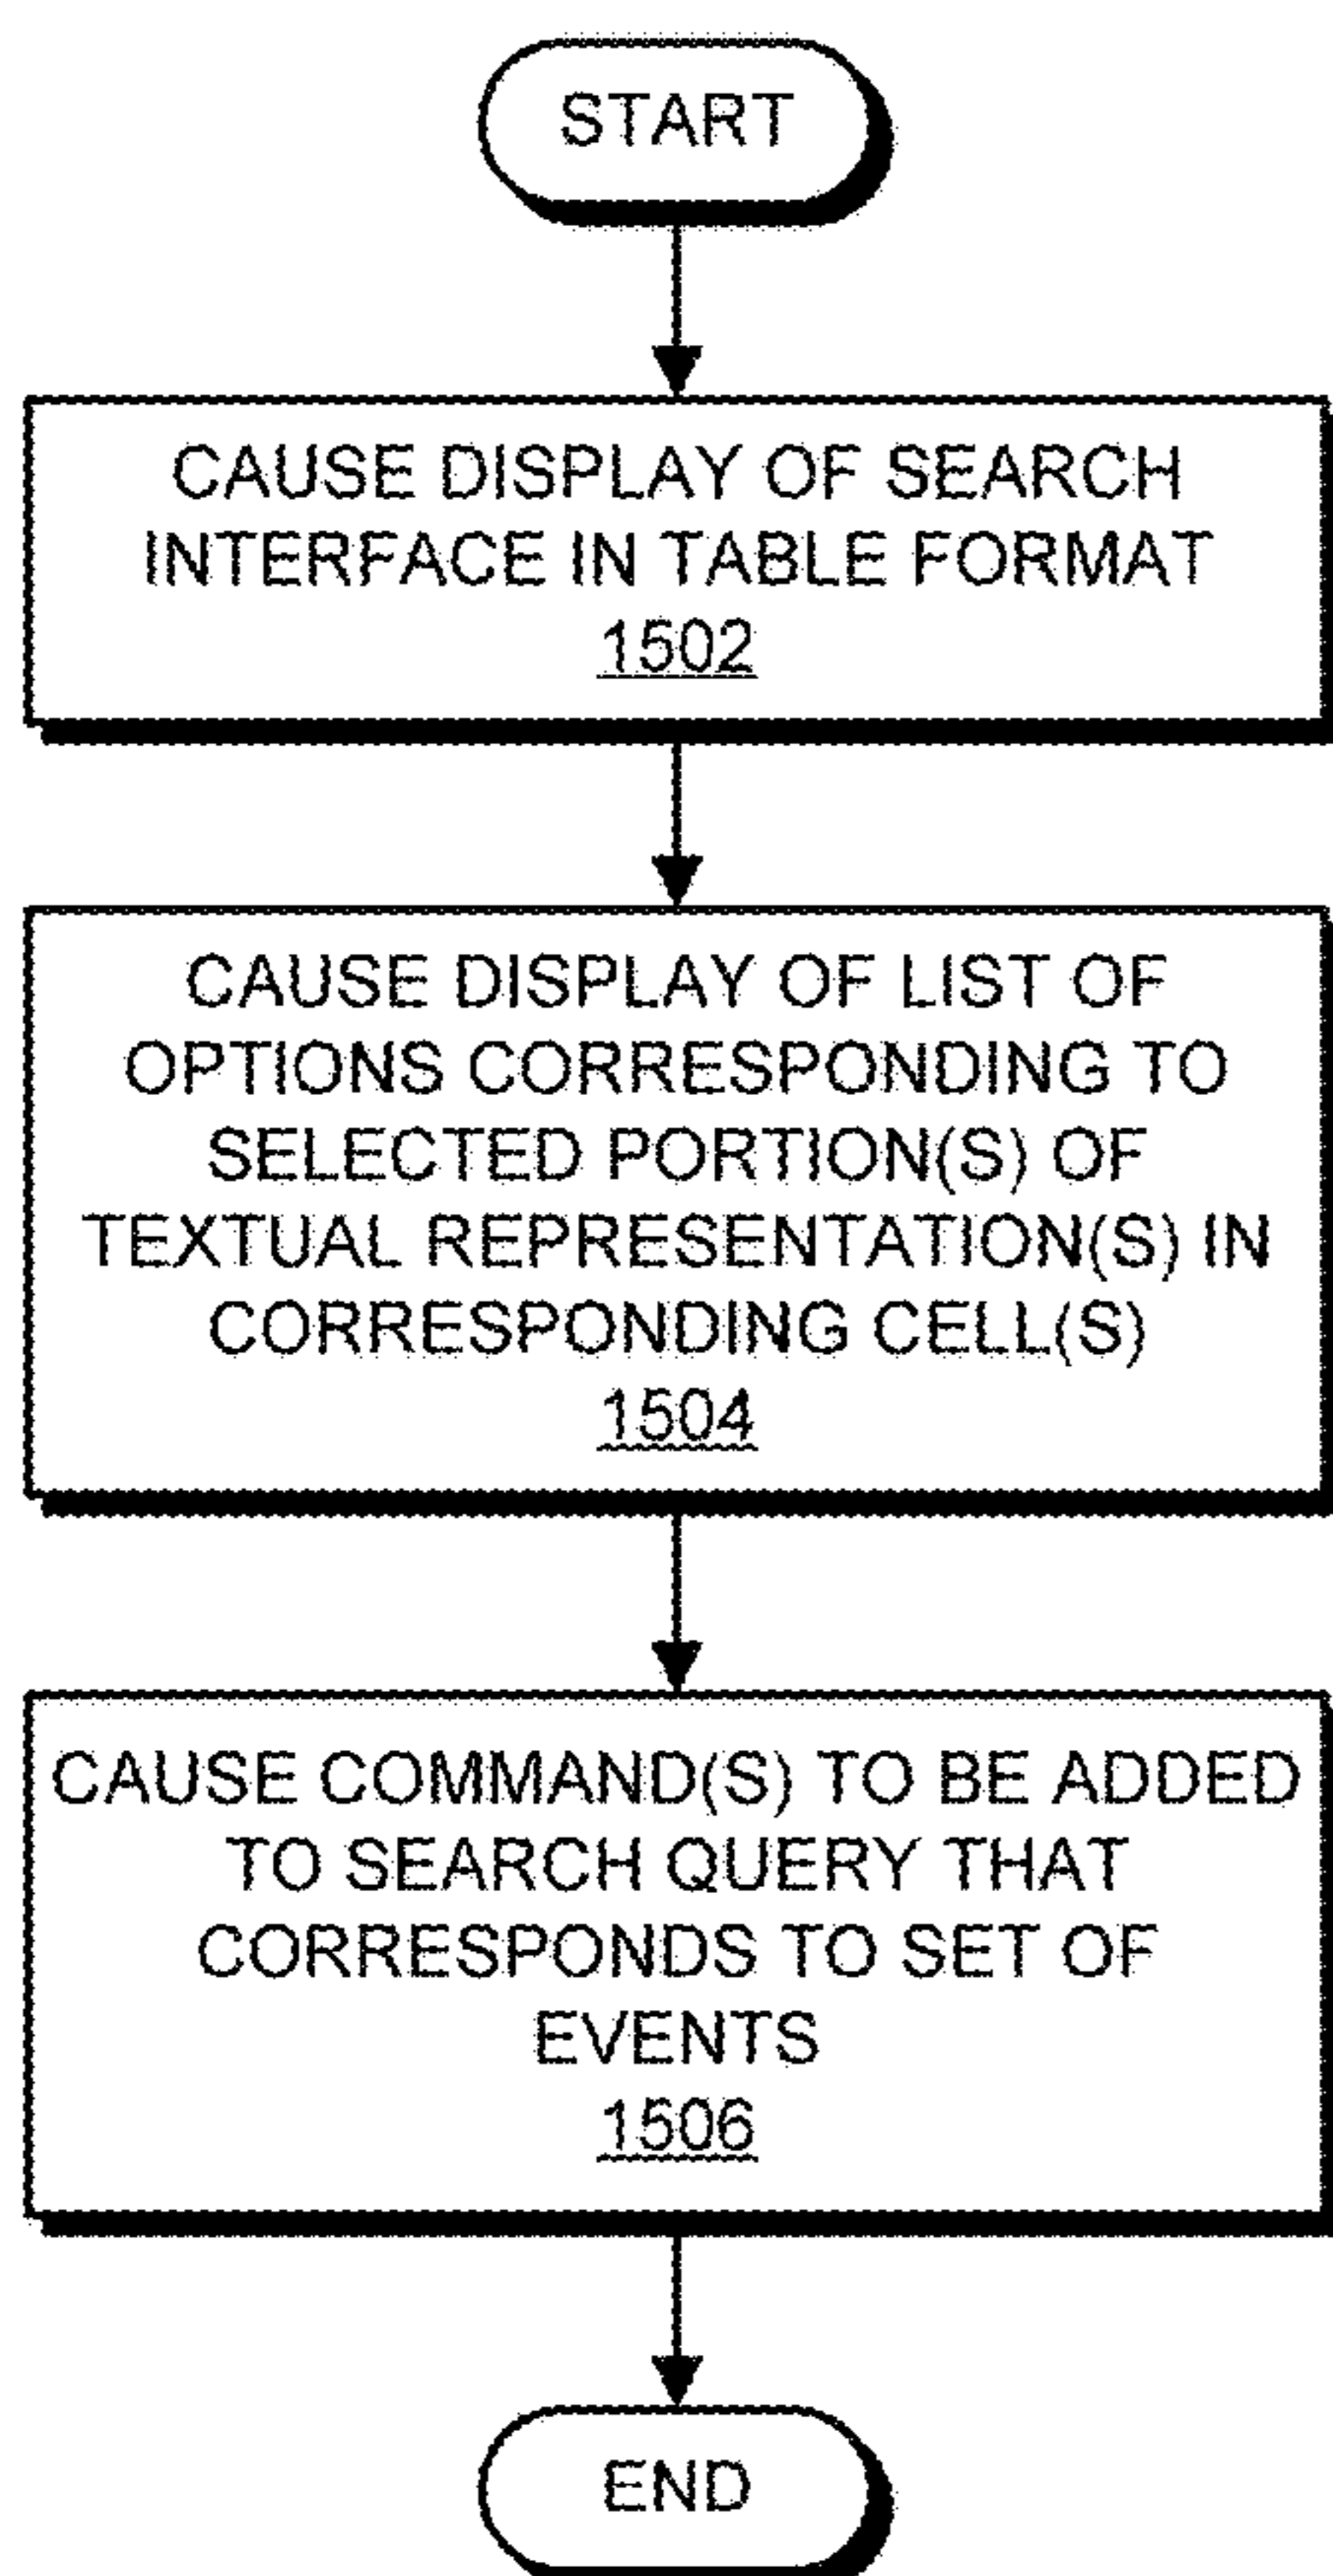 START
CAUSE DISPLAY OF SEARCH
INTERFACE IN TABLE FORMAT
1502
CAUSE DISPLAY OF LIST OF
OPTIONS CORRESPONDING TO
SELECTED PORTION(S) OF
TEXTUAL REPRESENTATION(S) IN
CORRESPONDING CELL(S)
1504
CAUSE COMMAND(S) TO BE ADDED
TO SEARCH QUERY THAT
CORRESPONDS TO SET OF
EVENTS
1506
END